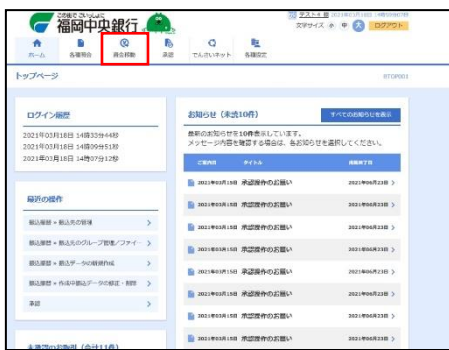 福岡中央銀行
文字サイズ 小 中 大 ログアウト
ホーム 各種照会 資金移動 承認 でんさいネット 各種設定
トップページ
BTOP001
ログイン履歴
2021年03月18日 14時33分44秒
2021年03月18日 14時09分51秒
2021年03月18日 14時07分12秒
お知らせ（未読10件） すべてのお知らせを表示
最新のお知らせを10件表示しています。
メッセージ内容を確認する場合は、各お知らせを選択してください。
ご案内日 タイトル 掲載終了日
2021年03月15日 承認操作のお願い 2021年06月23日
2021年03月15日 承認操作のお願い 2021年06月23日
2021年03月15日 承認操作のお願い 2021年06月23日
2021年03月15日 承認操作のお願い 2021年06月23日
2021年03月15日 承認操作のお願い 2021年06月23日
2021年03月15日 承認操作のお願い 2021年06月23日
2021年03月15日 承認操作のお願い 2021年06月23日
2021年03月15日 承認操作のお願い 2021年06月23日
最近の操作
振込振替 » 振込先の管理
振込振替 » 振込先のグループ管理／ファイ…
振込振替 » 振込データの新規作成
振込振替 » 作成中振込データの修正・削除
承認
未承認のお取引（合計11件）